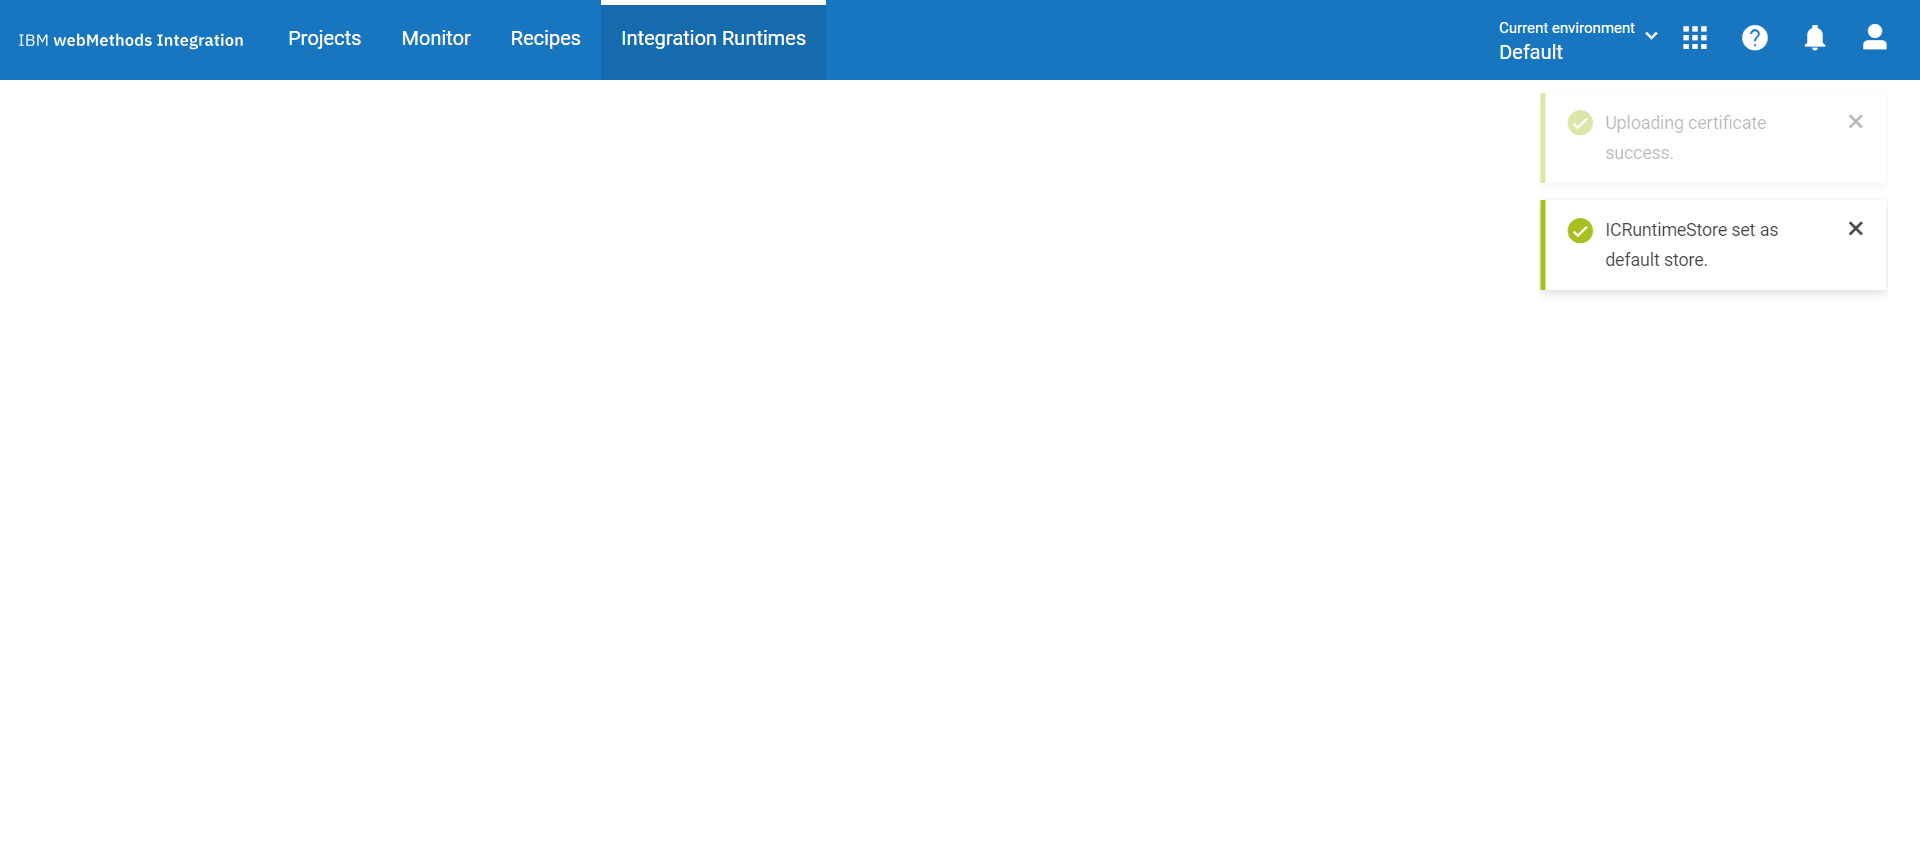 IBM webMethods Integration
Projects
Monitor
Recipes
Integration Runtimes
Current environment
Default
Uploading certificate
success.
ICRuntimeStore set as
default store.